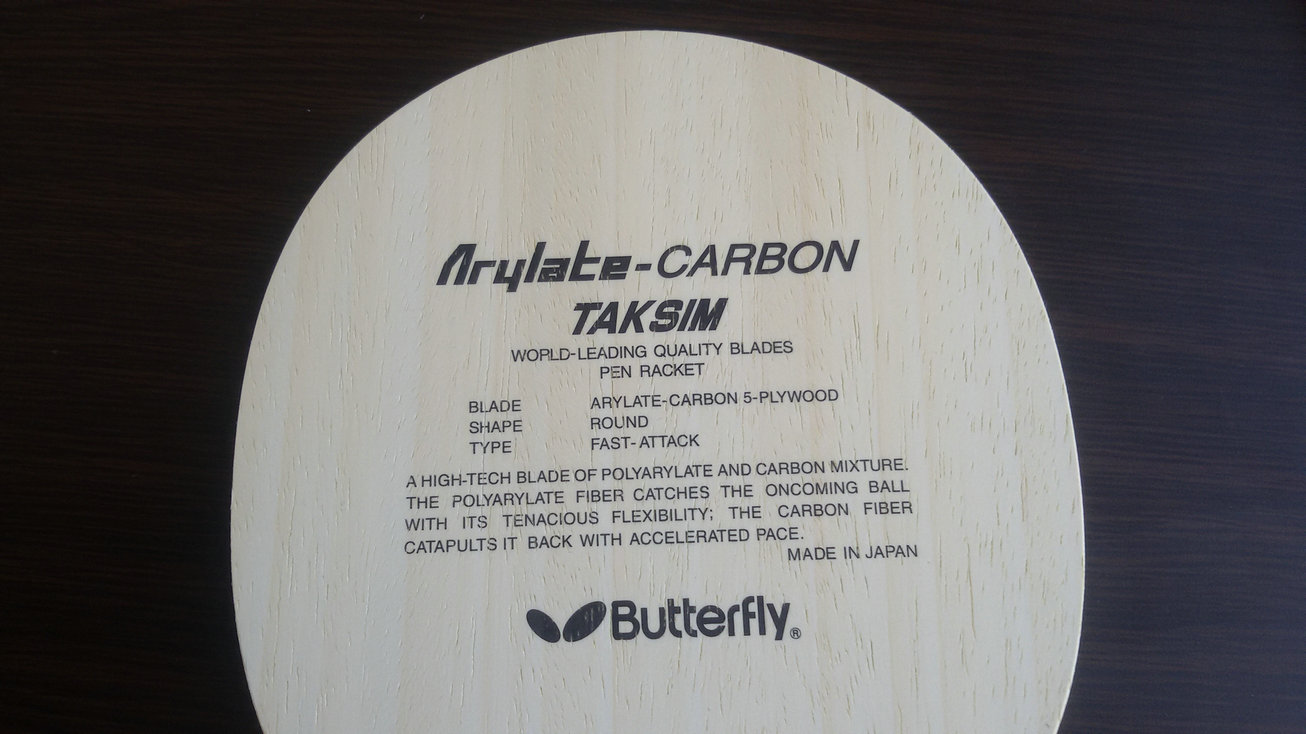 Arylate-CARBON
TAKSIM
WORLD-LEADING QUALITY BLADES
PEN RACKET
BLADE ARYLATE-CARBON 5-PLYWOOD
SHAPE ROUND
TYPE FAST-ATTACK
A HIGH-TECH BLADE OF POLYARYLATE AND CARBON MIXTURE.
THE POLYARYLATE FIBER CATCHES THE ONCOMING BALL
WITH ITS TENACIOUS FLEXIBILITY; THE CARBON FIBER
CATAPULTS IT BACK WITH ACCELERATED PACE.
MADE IN JAPAN
Butterfly®